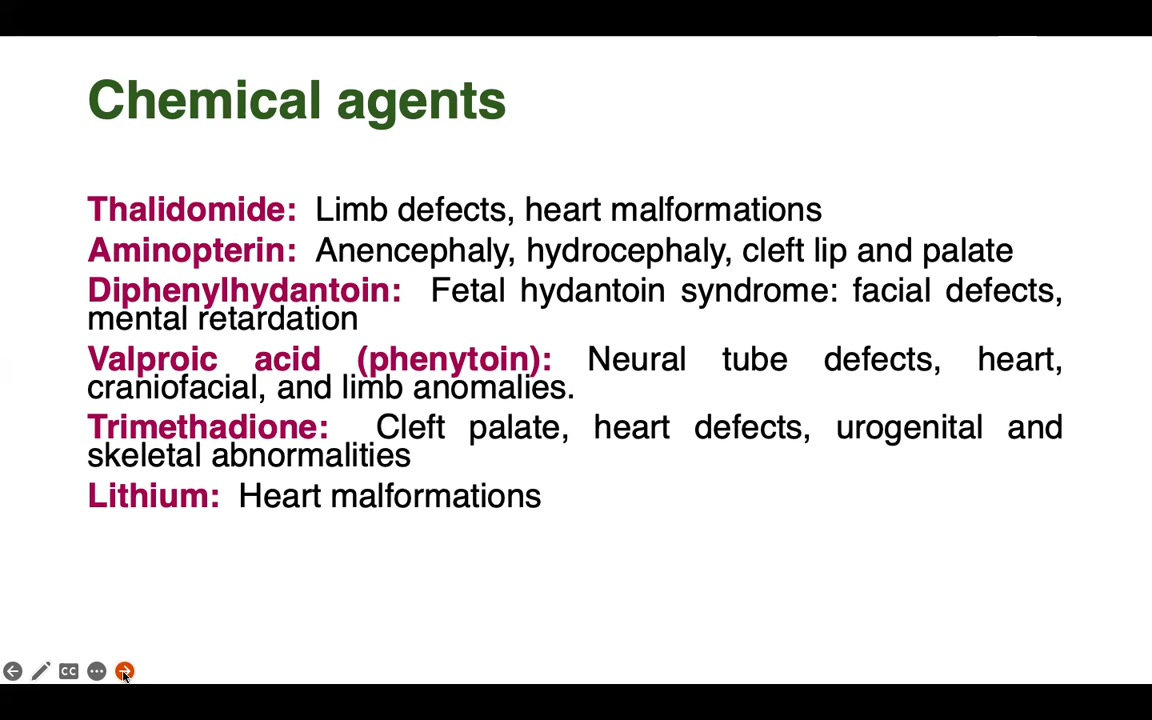 Chemical agents
Thalidomide: Limb defects, heart malformations
Aminopterin: Anencephaly, hydrocephaly, cleft lip and palate
Diphenylhydantoin: Fetal hydantoin syndrome: facial defects,
mental retardation
Valproic acid (phenytoin): Neural tube defects, heart,
craniofacial, and limb anomalies.
Trimethadione: Cleft palate, heart defects, urogenital and
skeletal abnormalities
Lithium: Heart malformations
CC